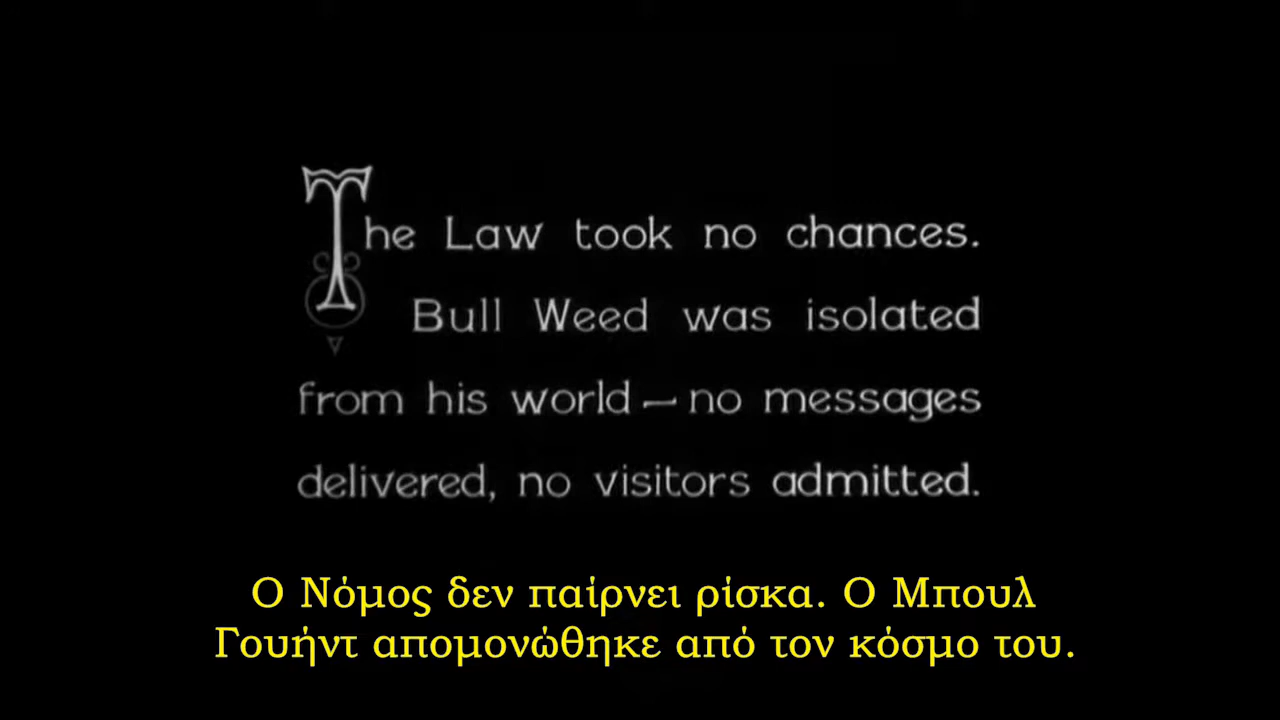 The Law took no chances.
Bull Weed was isolated
from his world — no messages
delivered, no visitors admitted.
Ο Νόμος δεν παίρνει ρίσκα. Ο Μπουλ
Γουήντ απομονώθηκε από τον κόσμο του.